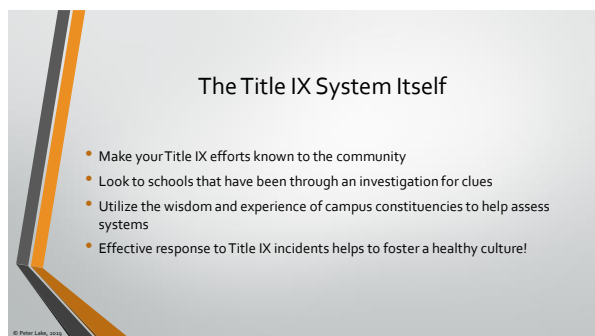 The Title IX System Itself
Make your Title IX efforts known to the community
Look to schools that have been through an investigation for clues
Utilize the wisdom and experience of campus constituencies to help assess
systems
Effective response to Title IX incidents helps to foster a healthy culture!
© Peter Lake, 2019